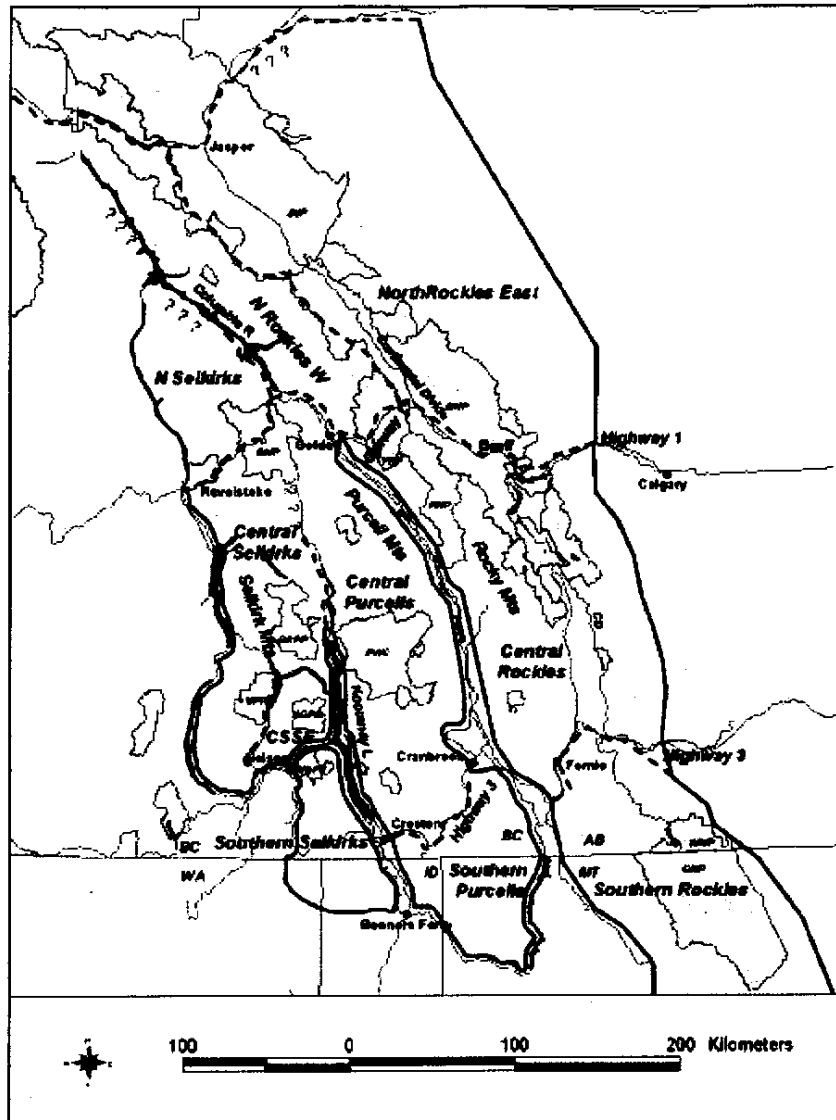 ? ? ?
Jasper
JNP
NorthRockies East
? ? ?
Columbia R
? ? ?
N Rockies W
N Selkirks
Banff
Highway 1
Calgary
Golden
Revelstoke
Purcell Mts
Rocky Mts
Central
Selkirks
Selkirk Mts
Central
Purcells
Central
Rockies
CD
Kootenay L
CSSE
Nelson
Cranbrook
Fernie
Highway 3
Creston
Highway 3
BC
Southern Selkirks
BC
AB
WA
ID
Southern
Purcells
MT
Southern Rockies
Bonners Ferry
100
0
100
200 Kilometers